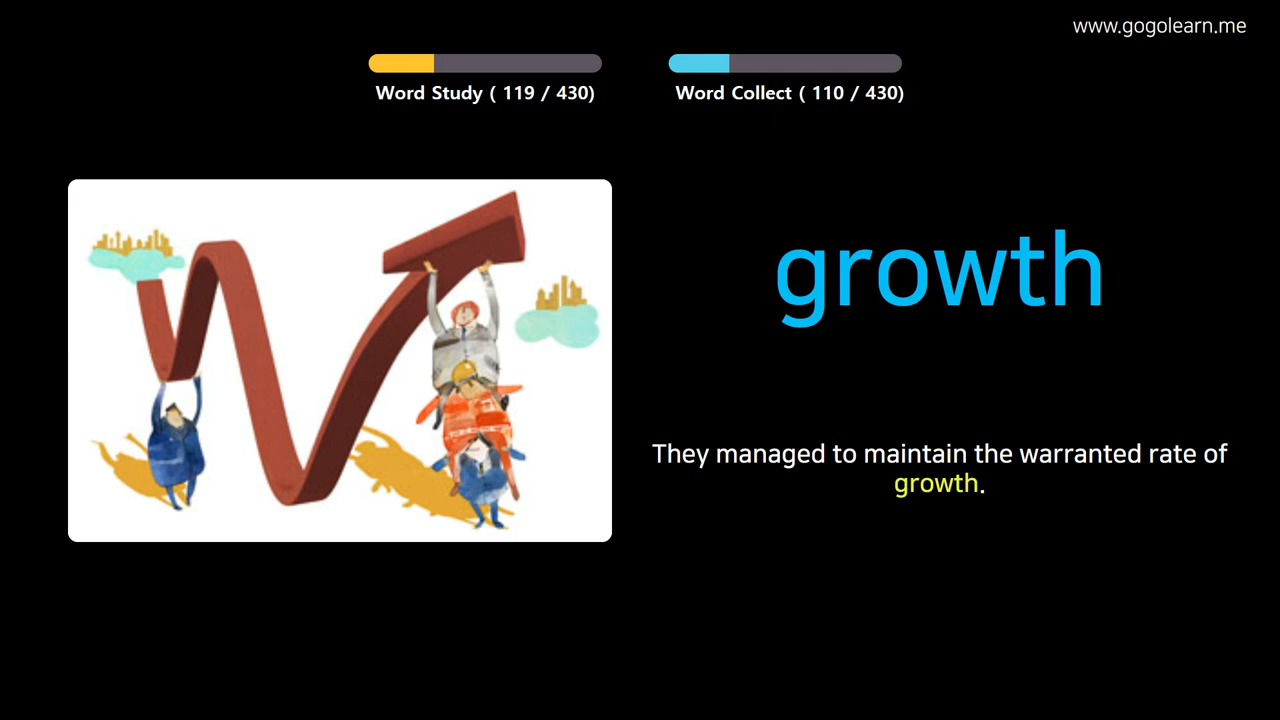 www.gogolearn.me
Word Study ( 119 / 430)
Word Collect ( 110 / 430)
growth
They managed to maintain the warranted rate of
growth.